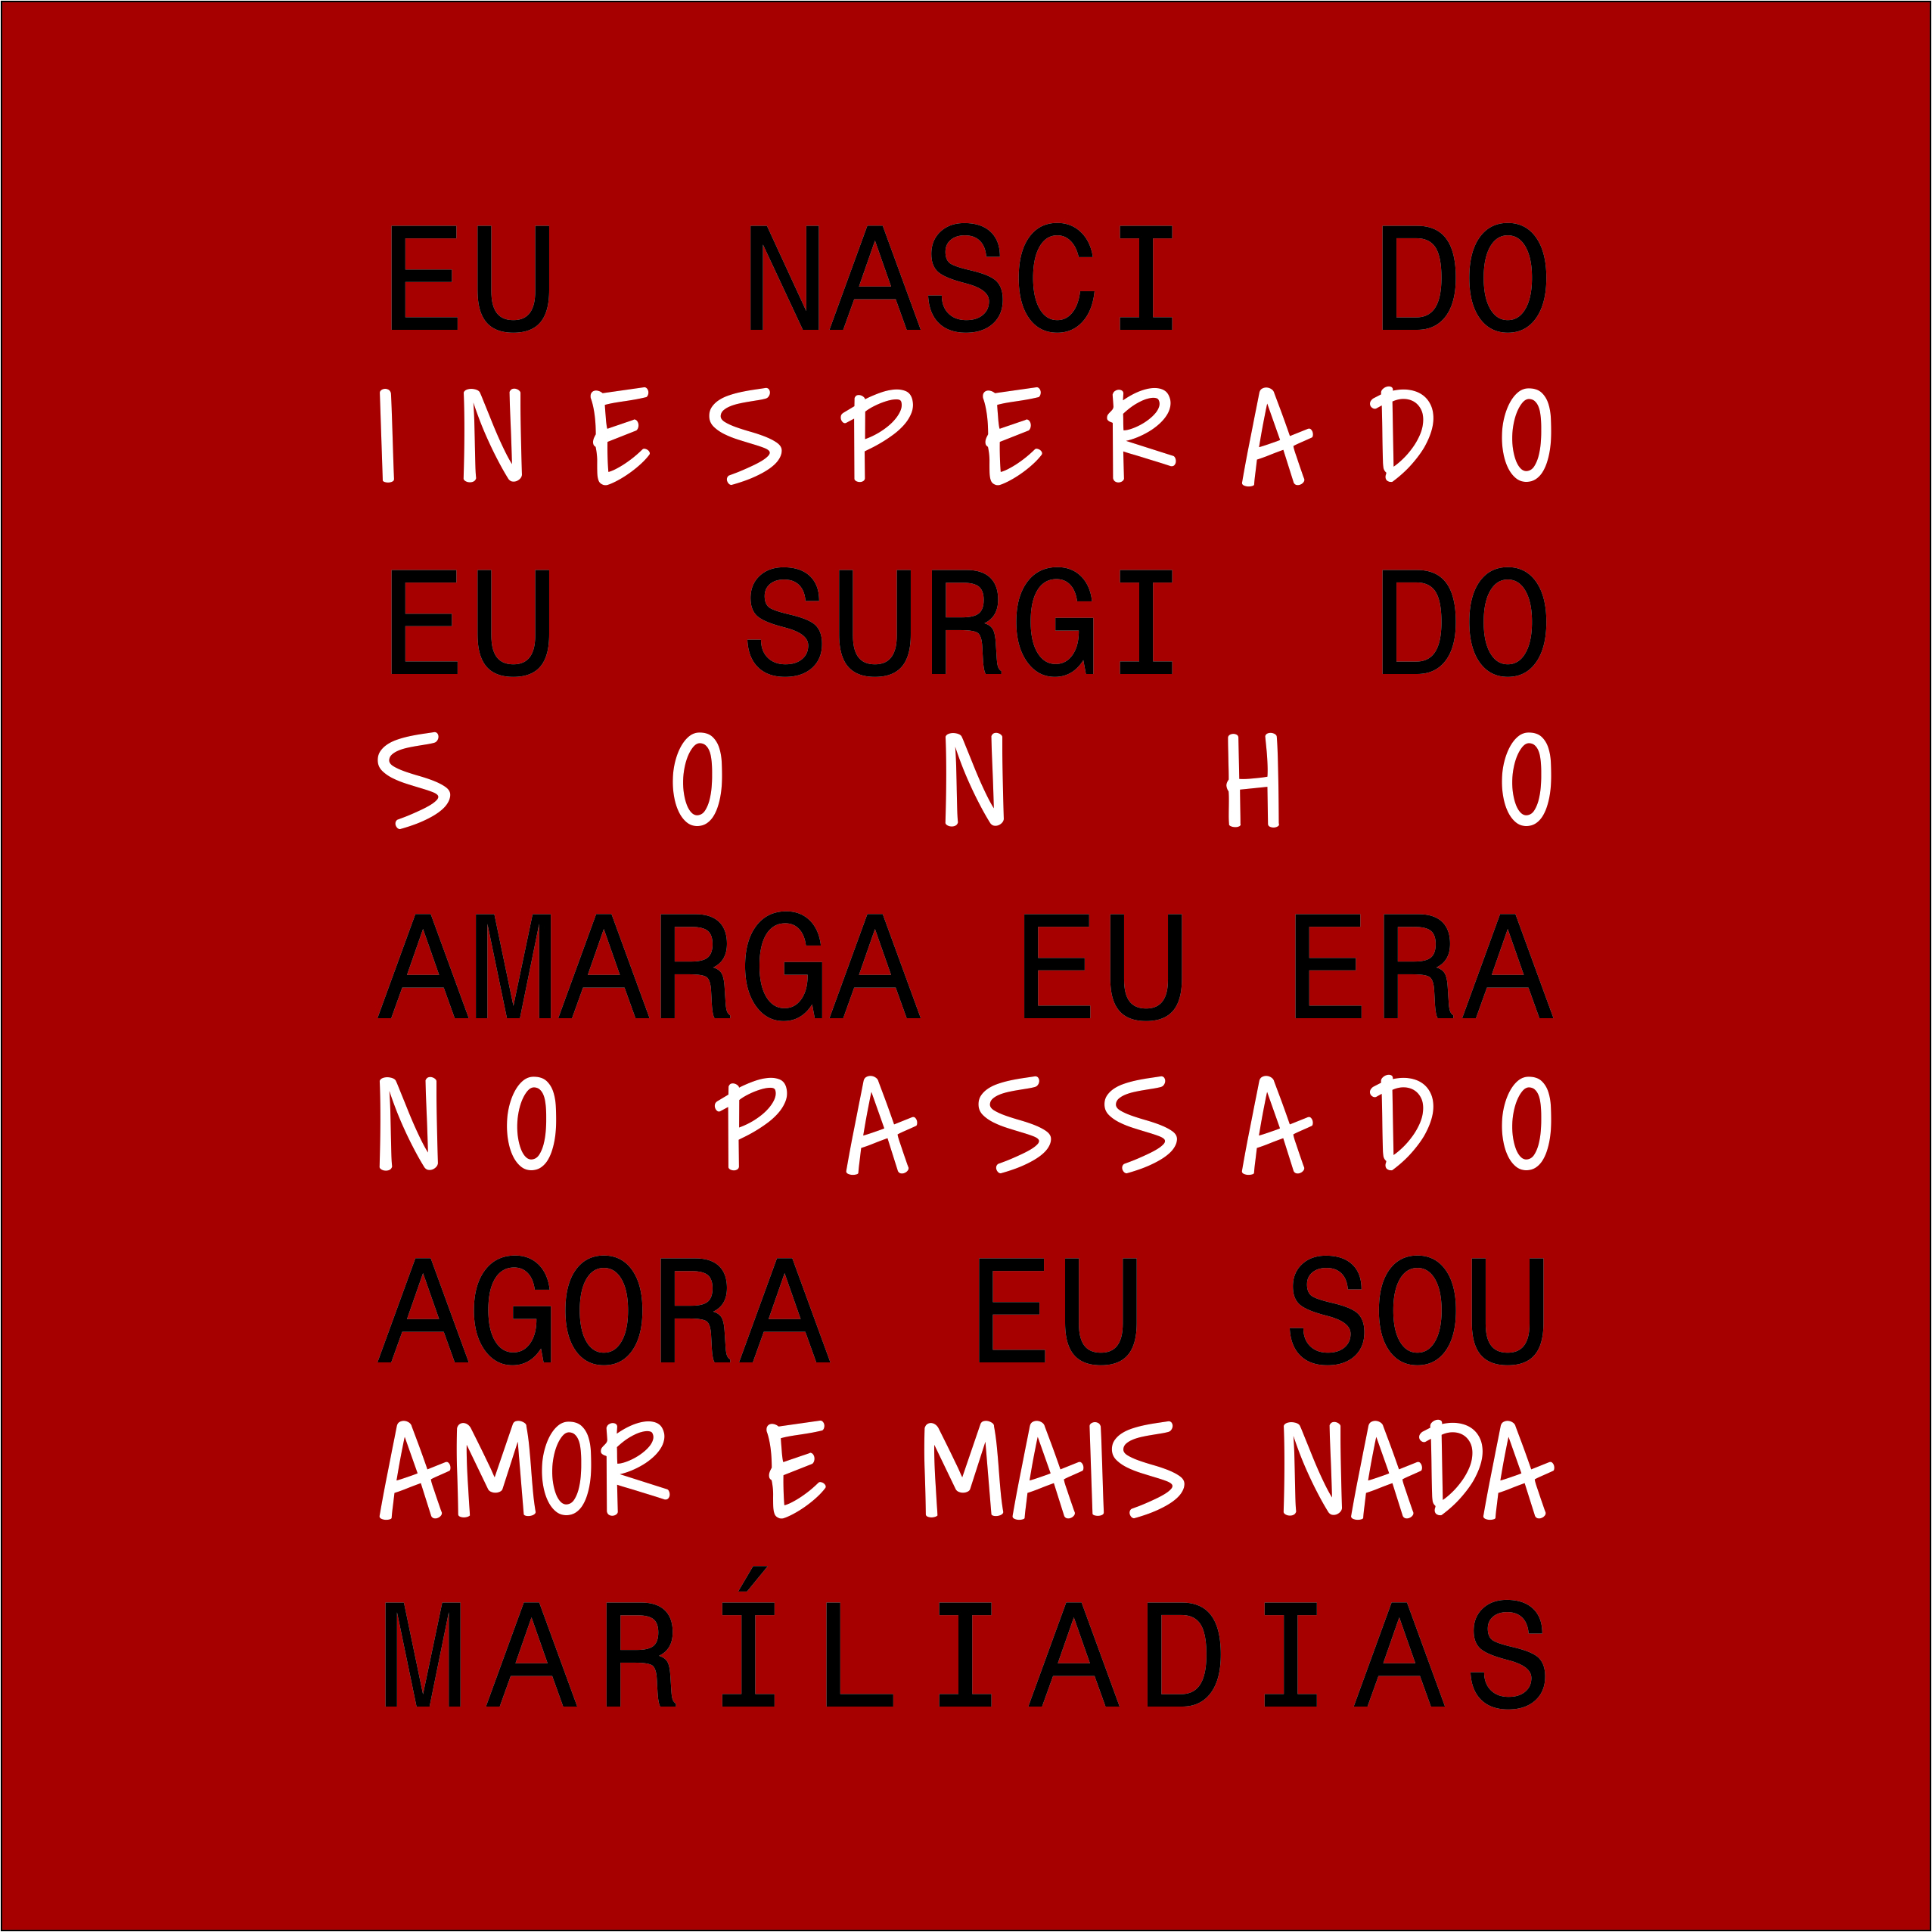 EU NASCI DO
INESPERADO
EU SURGI DO
SONHO
AMARGA EU ERA
NO PASSADO
AGORA EU SOU
AMOR E MAIS NADA
MARÍLIADIAS